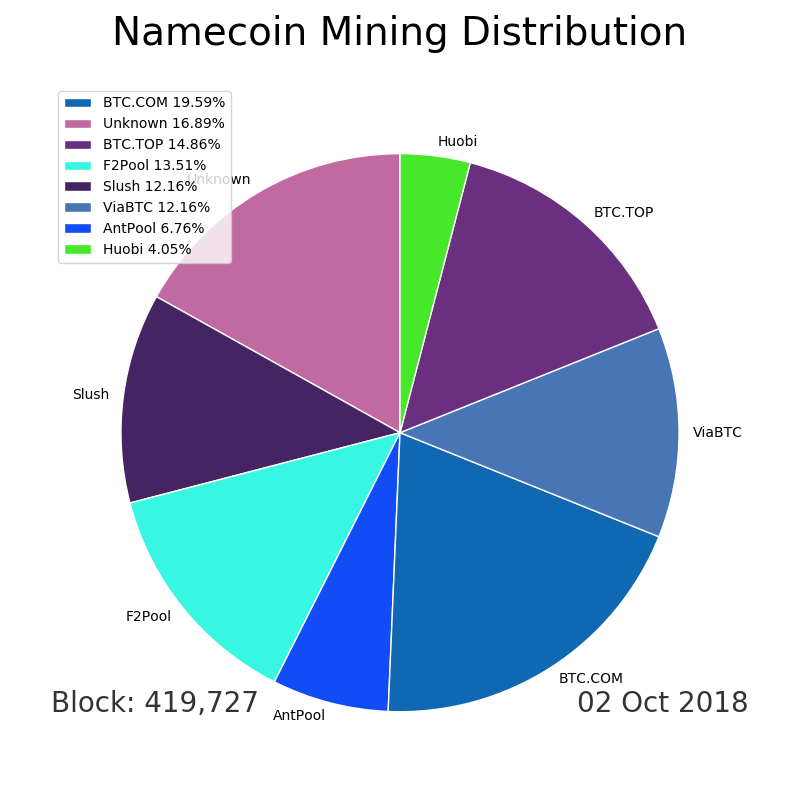 Namecoin Mining Distribution
BTC.COM 19.59%
Unknown 16.89%
BTC.TOP 14.86%
F2Pool 13.51%
Slush 12.16%
ViaBTC 12.16%
AntPool 6.76%
Huobi 4.05%
Huobi
Unknown
BTC.TOP
Slush
ViaBTC
F2Pool
BTC.COM
AntPool
Block: 419,727
02 Oct 2018